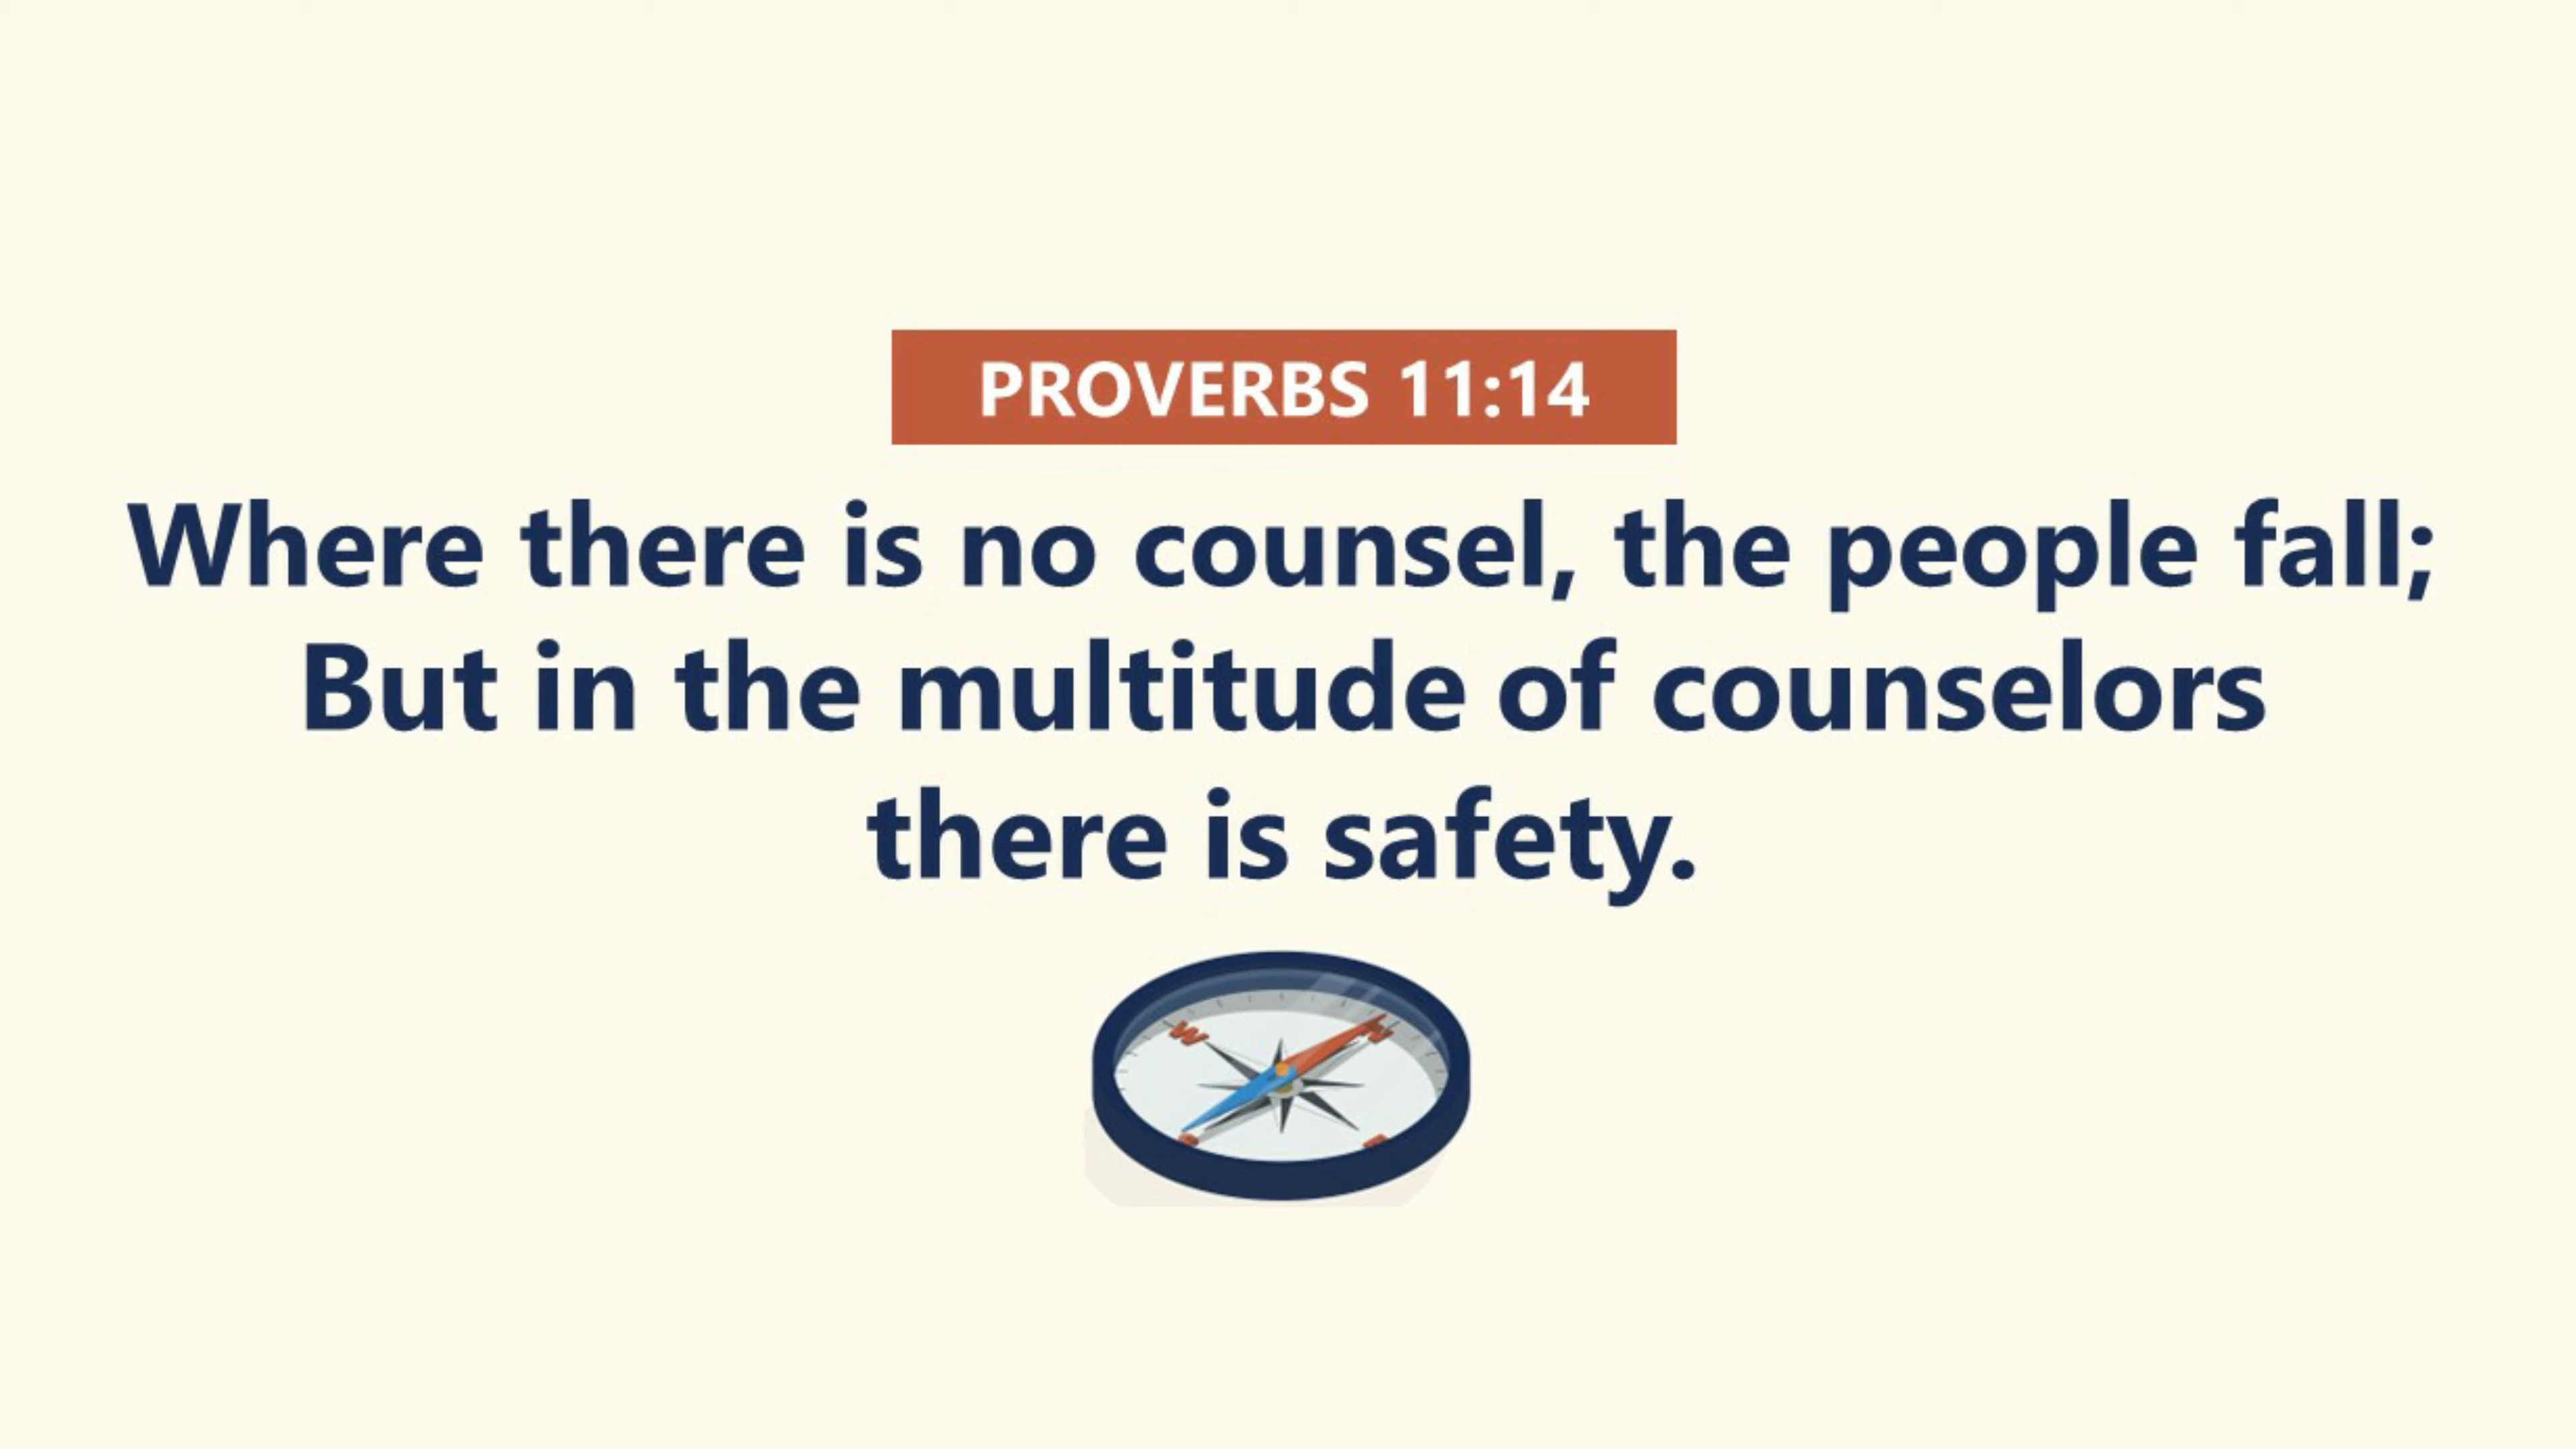 PROVERBS 11:14
Where there is no counsel, the people fall;
But in the multitude of counselors
there is safety.
W N